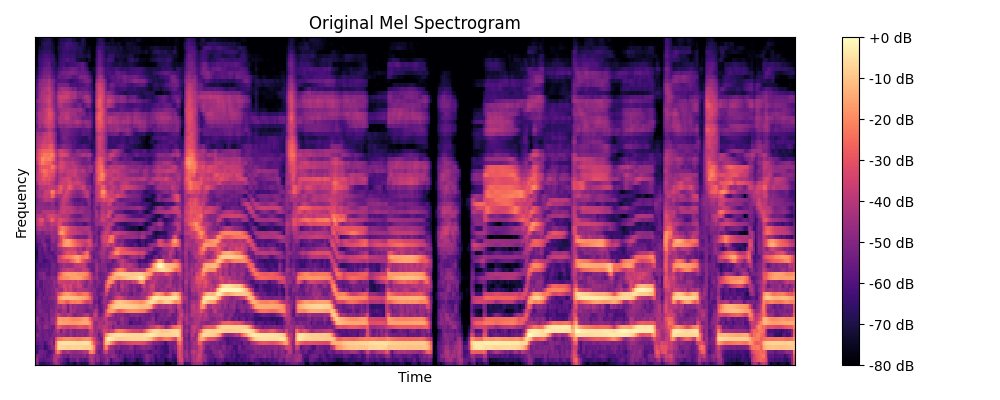 Original Mel Spectrogram
Frequency
Time
+0 dB
-10 dB
-20 dB
-30 dB
-40 dB
-50 dB
-60 dB
-70 dB
-80 dB